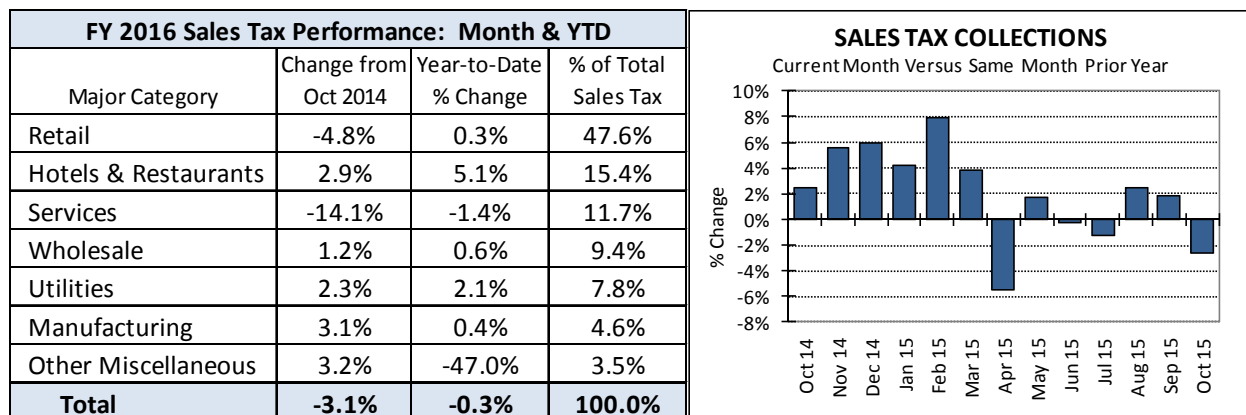 FY 2016 Sales Tax Performance: Month & YTD
Major Category Change from Oct 2014 Year-to-Date % Change % of Total Sales Tax
Retail -4.8% 0.3% 47.6%
Hotels & Restaurants 2.9% 5.1% 15.4%
Services -14.1% -1.4% 11.7%
Wholesale 1.2% 0.6% 9.4%
Utilities 2.3% 2.1% 7.8%
Manufacturing 3.1% 0.4% 4.6%
Other Miscellaneous 3.2% -47.0% 3.5%
Total -3.1% -0.3% 100.0%
SALES TAX COLLECTIONS
Current Month Versus Same Month Prior Year
% Change
10%
8%
6%
4%
2%
0%
-2%
-4%
-6%
-8%
Oct 14
Nov 14
Dec 14
Jan 15
Feb 15
Mar 15
Apr 15
May 15
Jun 15
Jul 15
Aug 15
Sep 15
Oct 15